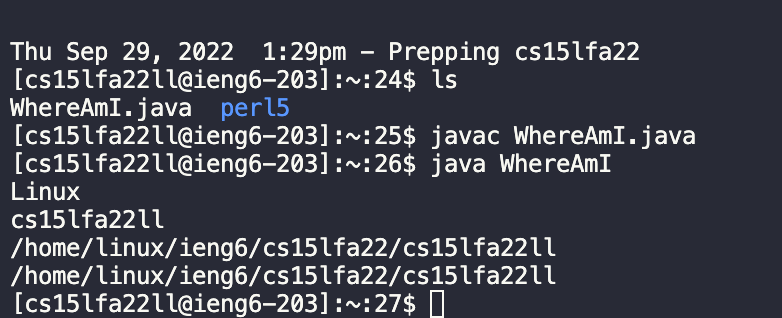 Thu Sep 29, 2022  1:29pm - Prepping cs15lfa22
[cs15lfa22ll@ieng6-203]:~:24$ ls
WhereAmI.java  perl5
[cs15lfa22ll@ieng6-203]:~:25$ javac WhereAmI.java
[cs15lfa22ll@ieng6-203]:~:26$ java WhereAmI
Linux
cs15lfa22ll
/home/linux/ieng6/cs15lfa22/cs15lfa22ll
/home/linux/ieng6/cs15lfa22/cs15lfa22ll
[cs15lfa22ll@ieng6-203]:~:27$